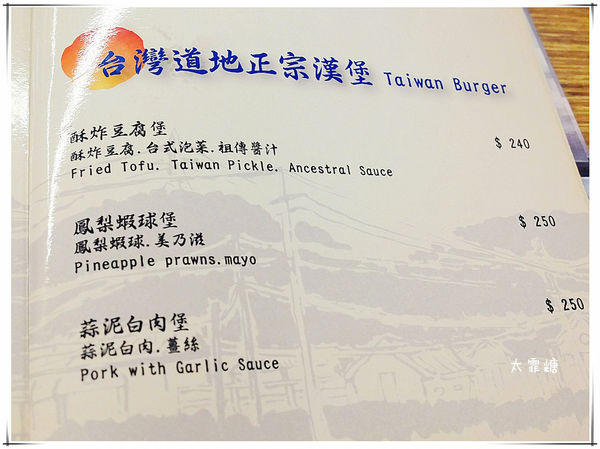 台灣道地正宗漢堡 Taiwan Burger
酥炸豆腐堡
酥炸豆腐.台式泡菜.祖傳醬汁 $ 240
Fried Tofu. Taiwan Pickle. Ancestral Sauce
鳳梨蝦球堡 $ 250
鳳梨蝦球.美乃滋
Pineapple prawns.mayo
蒜泥白肉堡 $ 250
蒜泥白肉.薑絲
Pork with Garlic Sauce
大霏糖